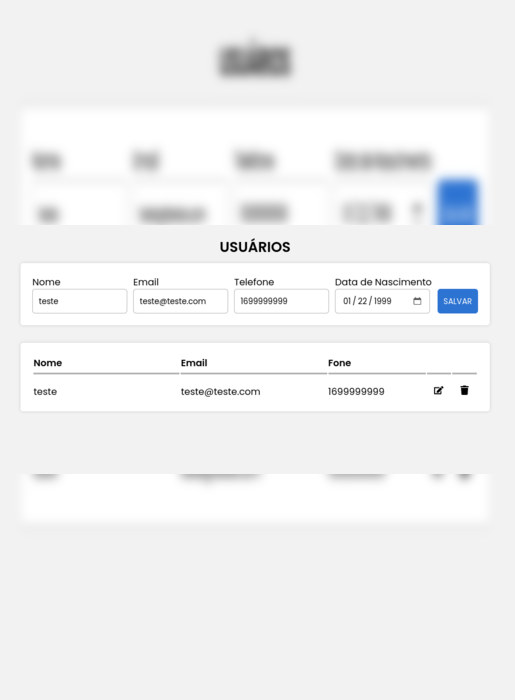 USUÁRIOS
Nome Email Telefone Data de Nascimento
teste teste@teste.com 1699999999 01 / 22 / 1999 SALVAR
Nome Email Fone
teste teste@teste.com 1699999999